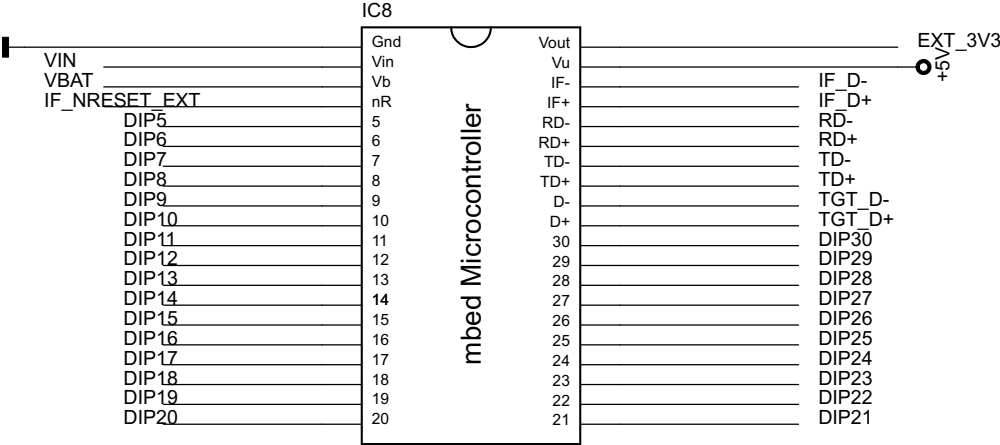 IC8
Gnd Vout EXT_3V3
VIN Vin Vu +5V
VBAT Vb IF- IF_D-
IF_NRESET_EXT nR IF+ IF_D+
DIP5 5 RD- RD-
DIP6 6 RD+ RD+
DIP7 7 TD- TD-
DIP8 8 TD+ TD+
DIP9 9 D- TGT_D-
DIP10 10 D+ TGT_D+
DIP11 11 30 DIP30
DIP12 12 29 DIP29
DIP13 13 28 DIP28
DIP14 14 27 DIP27
DIP15 15 26 DIP26
DIP16 16 25 DIP25
DIP17 17 24 DIP24
DIP18 18 23 DIP23
DIP19 19 22 DIP22
DIP20 20 21 DIP21
mbed Microcontroller